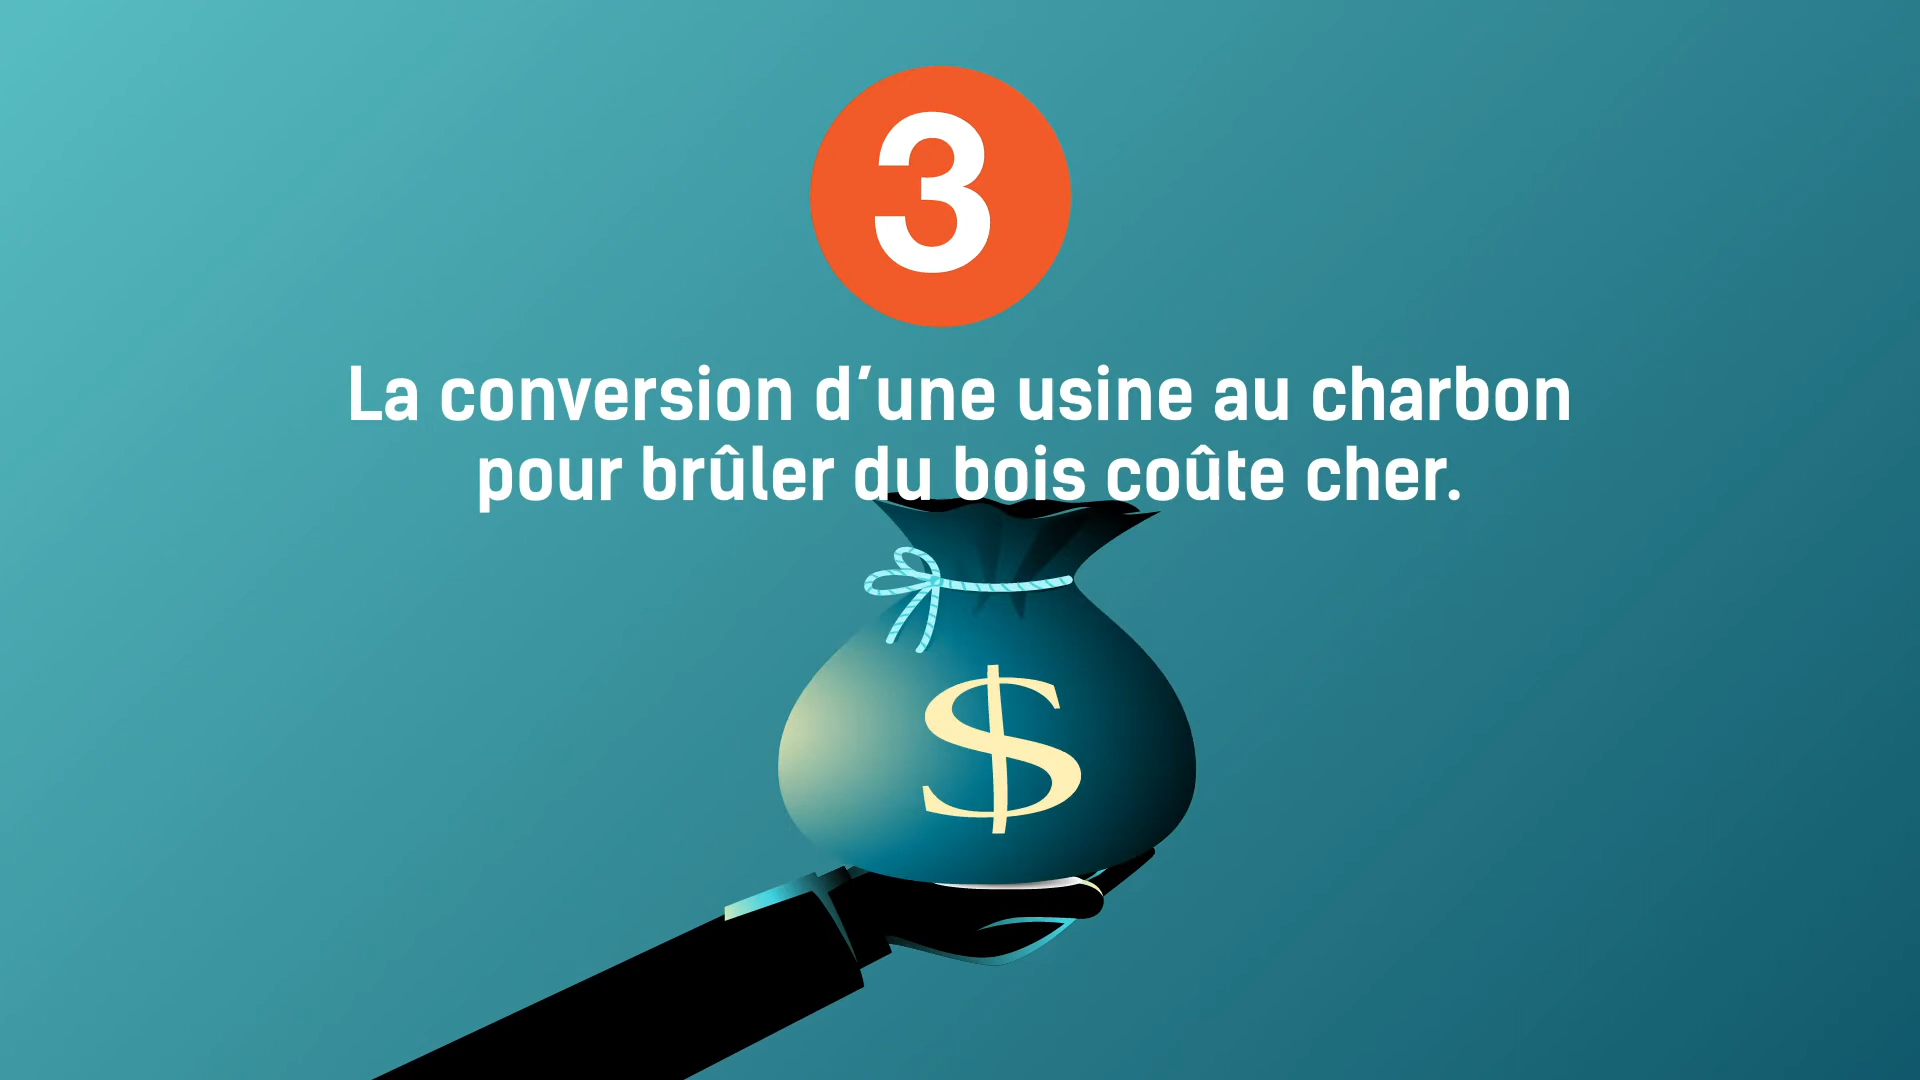 3
La conversion d’une usine au charbon
pour brûler du bois coûte cher.
$